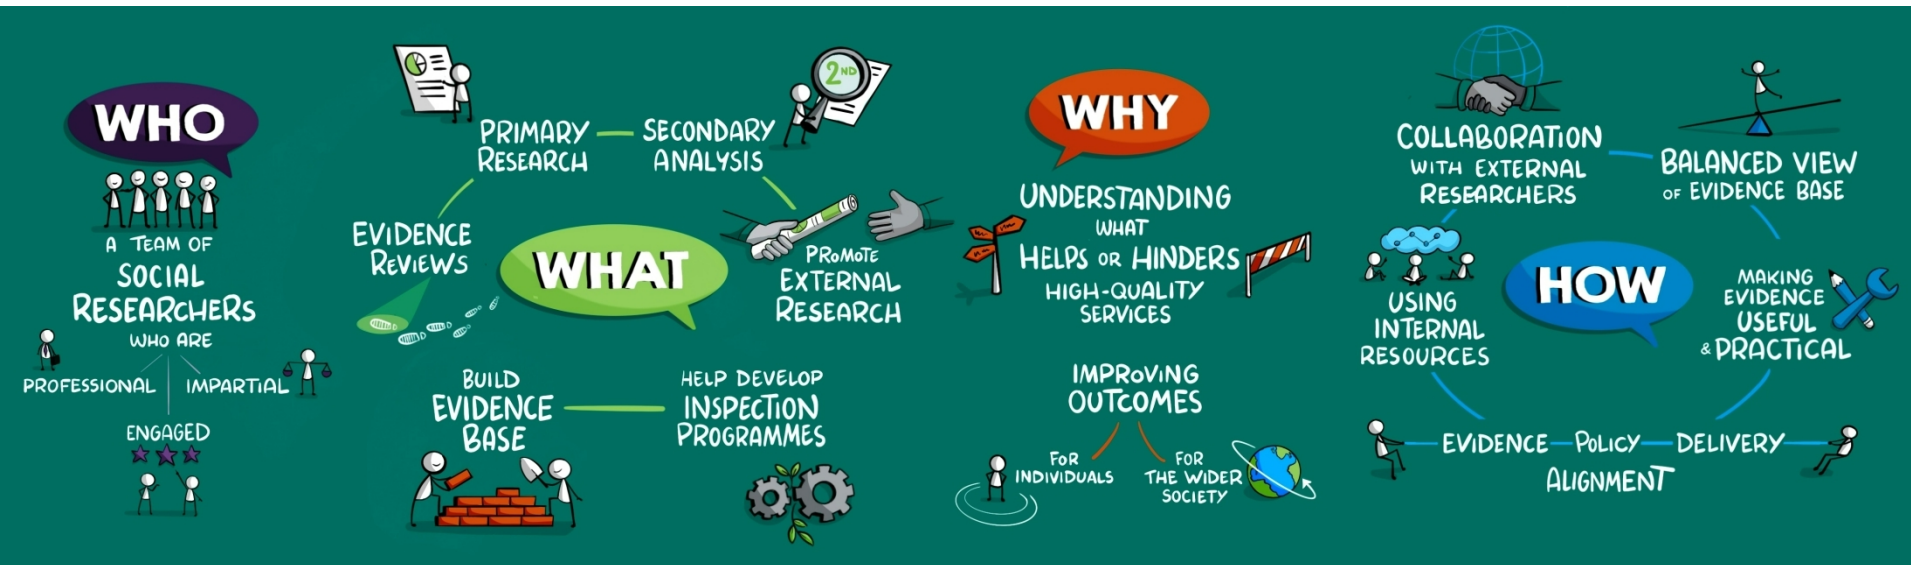 WHO
A TEAM OF
SOCIAL
RESEARCHERS
WHO ARE
PROFESSIONAL
IMPARTIAL
ENGAGED
WHAT
PRIMARY
RESEARCH
SECONDARY
ANALYSIS
2ND
EVIDENCE
REVIEWS
PROMOTE
EXTERNAL
RESEARCH
BUILD
EVIDENCE
BASE
HELP DEVELOP
INSPECTION
PROGRAMMES
WHY
UNDERSTANDING
WHAT
HELPS OR HINDERS
HIGH-QUALITY
SERVICES
IMPROVING
OUTCOMES
FOR
INDIVIDUALS
FOR
THE WIDER
SOCIETY
HOW
COLLABORATION
WITH EXTERNAL
RESEARCHERS
BALANCED VIEW
OF EVIDENCE BASE
USING
INTERNAL
RESOURCES
MAKING
EVIDENCE
USEFUL
& PRACTICAL
EVIDENCE POLICY DELIVERY
ALIGNMENT